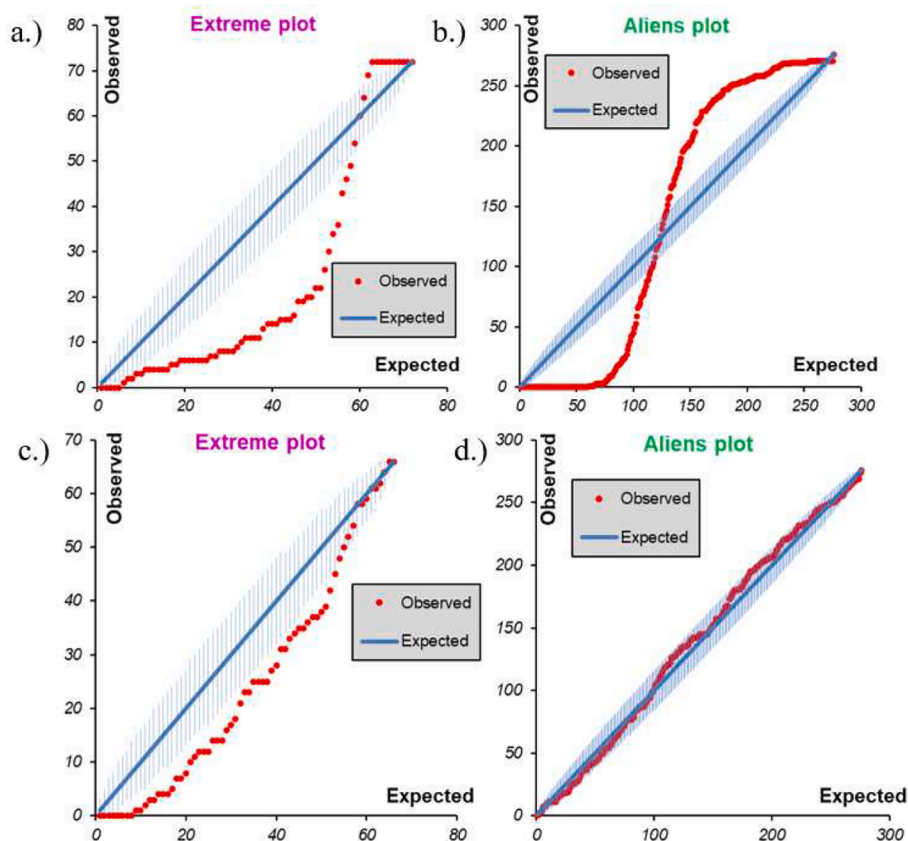 a.)
Extreme plot
Observed
80
70
60
50
40
30
20
10
0
Observed
Expected
Expected
0
20
40
60
80
b.)
Aliens plot
Observed
300
250
200
150
100
50
0
Observed
Expected
Expected
0
50
100
150
200
250
300
c.)
Extreme plot
Observed
70
60
50
40
30
20
10
0
Observed
Expected
Expected
0
20
40
60
80
d.)
Aliens plot
Observed
300
250
200
150
100
50
0
Observed
Expected
Expected
0
100
200
300